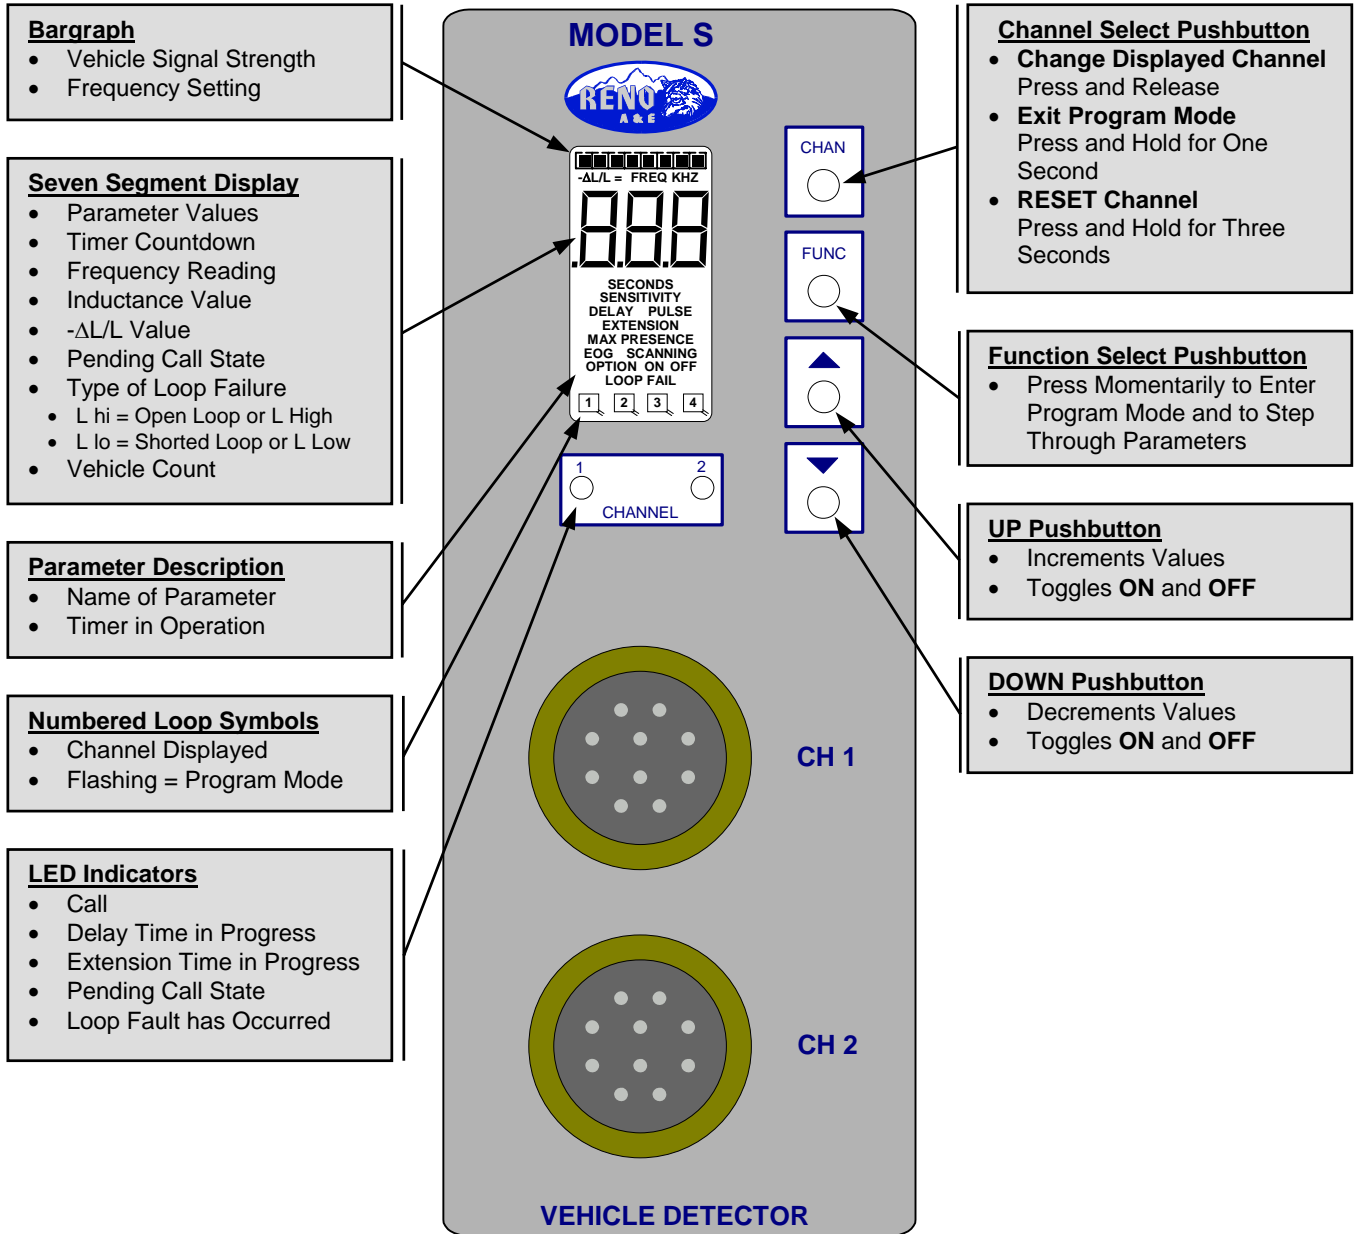 Bargraph
• Vehicle Signal Strength
• Frequency Setting
Seven Segment Display
• Parameter Values
• Timer Countdown
• Frequency Reading
• Inductance Value
• -ΔL/L Value
• Pending Call State
• Type of Loop Failure
• L hi = Open Loop or L High
• L lo = Shorted Loop or L Low
• Vehicle Count
Parameter Description
• Name of Parameter
• Timer in Operation
Numbered Loop Symbols
• Channel Displayed
• Flashing = Program Mode
LED Indicators
• Call
• Delay Time in Progress
• Extension Time in Progress
• Pending Call State
• Loop Fault has Occurred
MODEL S
RENO
A & E
-ΔL/L = FREQ KHZ
.8.8.8
SECONDS
SENSITIVITY
DELAY PULSE
EXTENSION
MAX PRESENCE
EOG SCANNING
OPTION ON OFF
LOOP FAIL
1 2 3 4
1 2
CHANNEL
CHAN
FUNC
CH 1
CH 2
VEHICLE DETECTOR
Channel Select Pushbutton
• Change Displayed Channel
Press and Release
• Exit Program Mode
Press and Hold for One
Second
• RESET Channel
Press and Hold for Three
Seconds
Function Select Pushbutton
• Press Momentarily to Enter
Program Mode and to Step
Through Parameters
UP Pushbutton
• Increments Values
• Toggles ON and OFF
DOWN Pushbutton
• Decrements Values
• Toggles ON and OFF